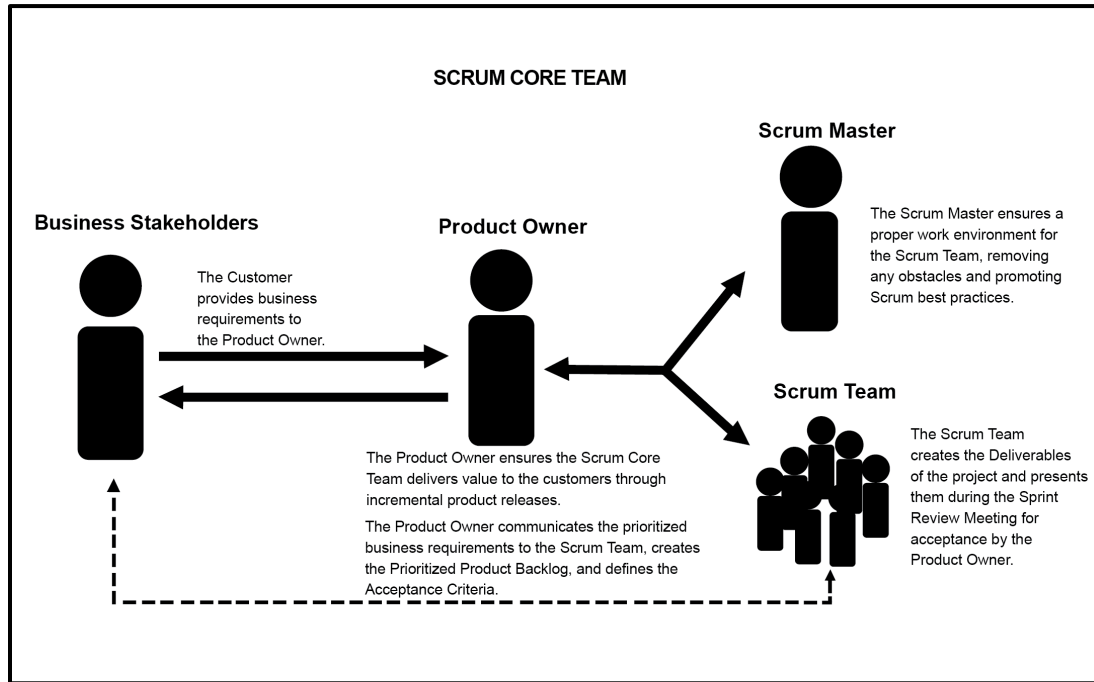 SCRUM CORE TEAM
Scrum Master
The Scrum Master ensures a
proper work environment for
the Scrum Team, removing
any obstacles and promoting
Scrum best practices.
Business Stakeholders
The Customer
provides business
requirements to
the Product Owner.
Product Owner
The Product Owner ensures the Scrum Core
Team delivers value to the customers through
incremental product releases.
The Product Owner communicates the prioritized
business requirements to the Scrum Team, creates
the Prioritized Product Backlog, and defines the
Acceptance Criteria.
Scrum Team
The Scrum Team
creates the Deliverables
of the project and presents
them during the Sprint
Review Meeting for
acceptance by the
Product Owner.